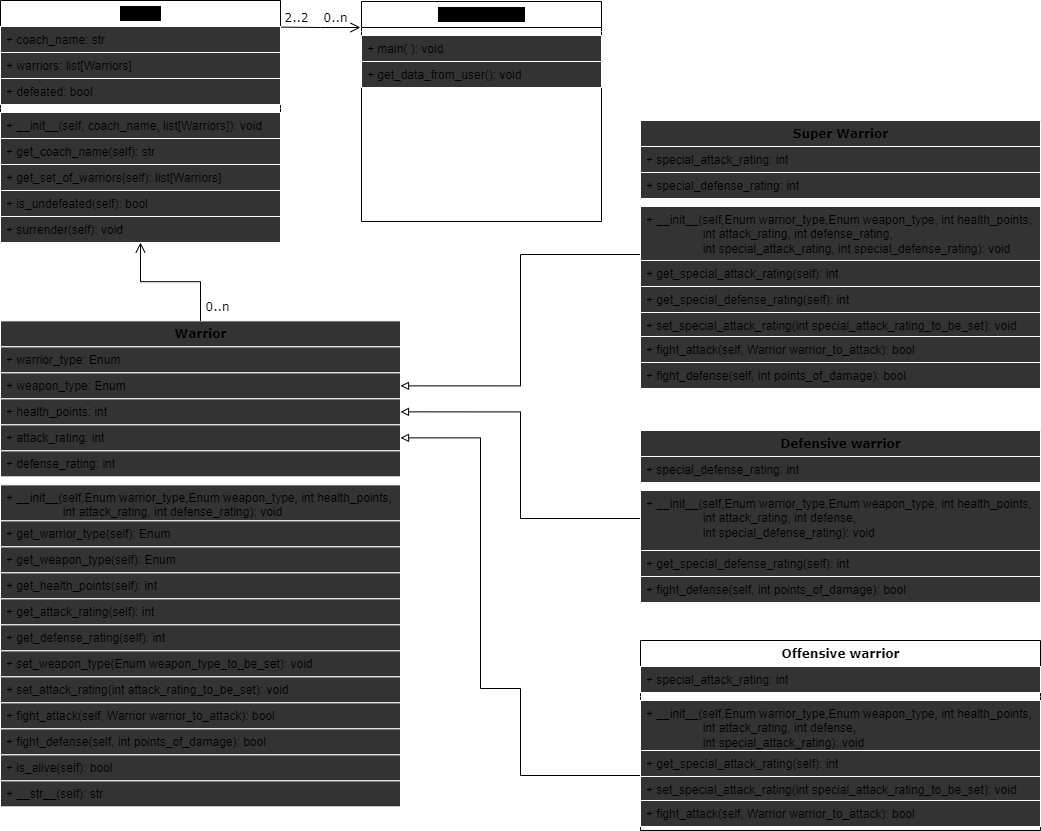 2..2 0..n
+ coach_name: str
+ warriors: list[Warriors]
+ defeated: bool
+ __init__(self, coach_name, list[Warriors]): void
+ get_coach_name(self): str
+ get_set_of_warriors(self): list[Warriors]
+ is_undefeated(self): bool
+ surrender(self): void
+ main( ): void
+ get_data_from_user(): void
0..n
Warrior
+ warrior_type: Enum
+ weapon_type: Enum
+ health_points: int
+ attack_rating: int
+ defense_rating: int
+ __init__(self,Enum warrior_type,Enum weapon_type, int health_points,
int attack_rating, int defense_rating): void
+ get_warrior_type(self): Enum
+ get_weapon_type(self): Enum
+ get_health_points(self): int
+ get_attack_rating(self): int
+ get_defense_rating(self): int
+ set_weapon_type(Enum weapon_type_to_be_set): void
+ set_attack_rating(int attack_rating_to_be_set): void
+ fight_attack(self, Warrior warrior_to_attack): bool
+ fight_defense(self, int points_of_damage): bool
+ is_alive(self): bool
+ __str__(self): str
Super Warrior
+ special_attack_rating: int
+ special_defense_rating: int
+ __init__(self,Enum warrior_type,Enum weapon_type, int health_points,
int attack_rating, int defense_rating,
int special_attack_rating, int special_defense_rating): void
+ get_special_attack_rating(self): int
+ get_special_defense_rating(self): int
+ set_special_attack_rating(int special_attack_rating_to_be_set): void
+ fight_attack(self, Warrior warrior_to_attack): bool
+ fight_defense(self, int points_of_damage): bool
Defensive warrior
+ special_defense_rating: int
+ __init__(self,Enum warrior_type,Enum weapon_type, int health_points,
int attack_rating, int defense,
int special_defense_rating): void
+ get_special_defense_rating(self): int
+ fight_defense(self, int points_of_damage): bool
Offensive warrior
+ special_attack_rating: int
+ __init__(self,Enum warrior_type,Enum weapon_type, int health_points,
int attack_rating, int defense,
int special_attack_rating): void
+ get_special_attack_rating(self): int
+ set_special_attack_rating(int special_attack_rating_to_be_set): void
+ fight_attack(self, Warrior warrior_to_attack): bool